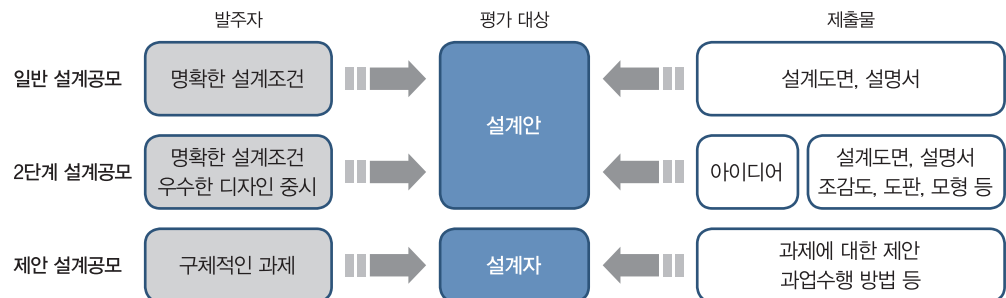 발주자
평가 대상
제출물
일반 설계공모
명확한 설계조건
설계안
설계도면, 설명서
2단계 설계공모
명확한 설계조건
우수한 디자인 중시
아이디어
설계도면, 설명서
조감도, 도판, 모형 등
제안 설계공모
구체적인 과제
설계자
과제에 대한 제안
과업수행 방법 등